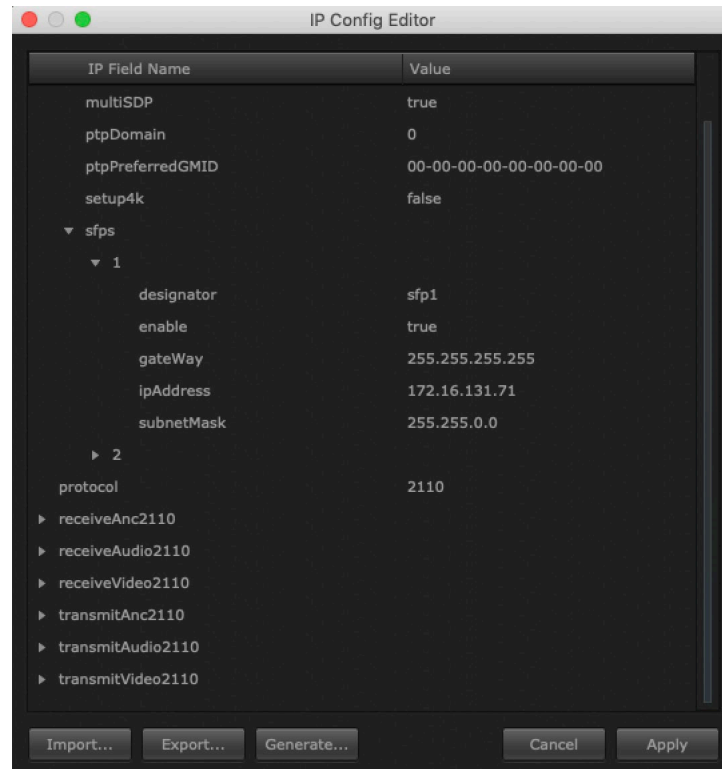 IP Config Editor
IP Field Name Value
multiSDP true
ptpDomain 0
ptpPreferredGMID 00-00-00-00-00-00-00-00
setup4k false
sfps
1
designator sfp1
enable true
gateWay 255.255.255.255
ipAddress 172.16.131.71
subnetMask 255.255.0.0
2
protocol 2110
receiveAnc2110
receiveAudio2110
receiveVideo2110
transmitAnc2110
transmitAudio2110
transmitVideo2110
Import... Export... Generate... Cancel Apply